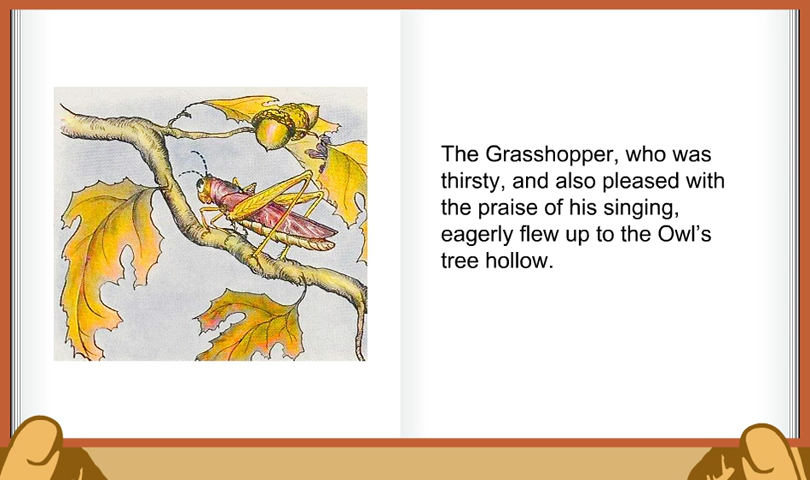 The Grasshopper, who was
thirsty, and also pleased with
the praise of his singing,
eagerly flew up to the Owl’s
tree hollow.